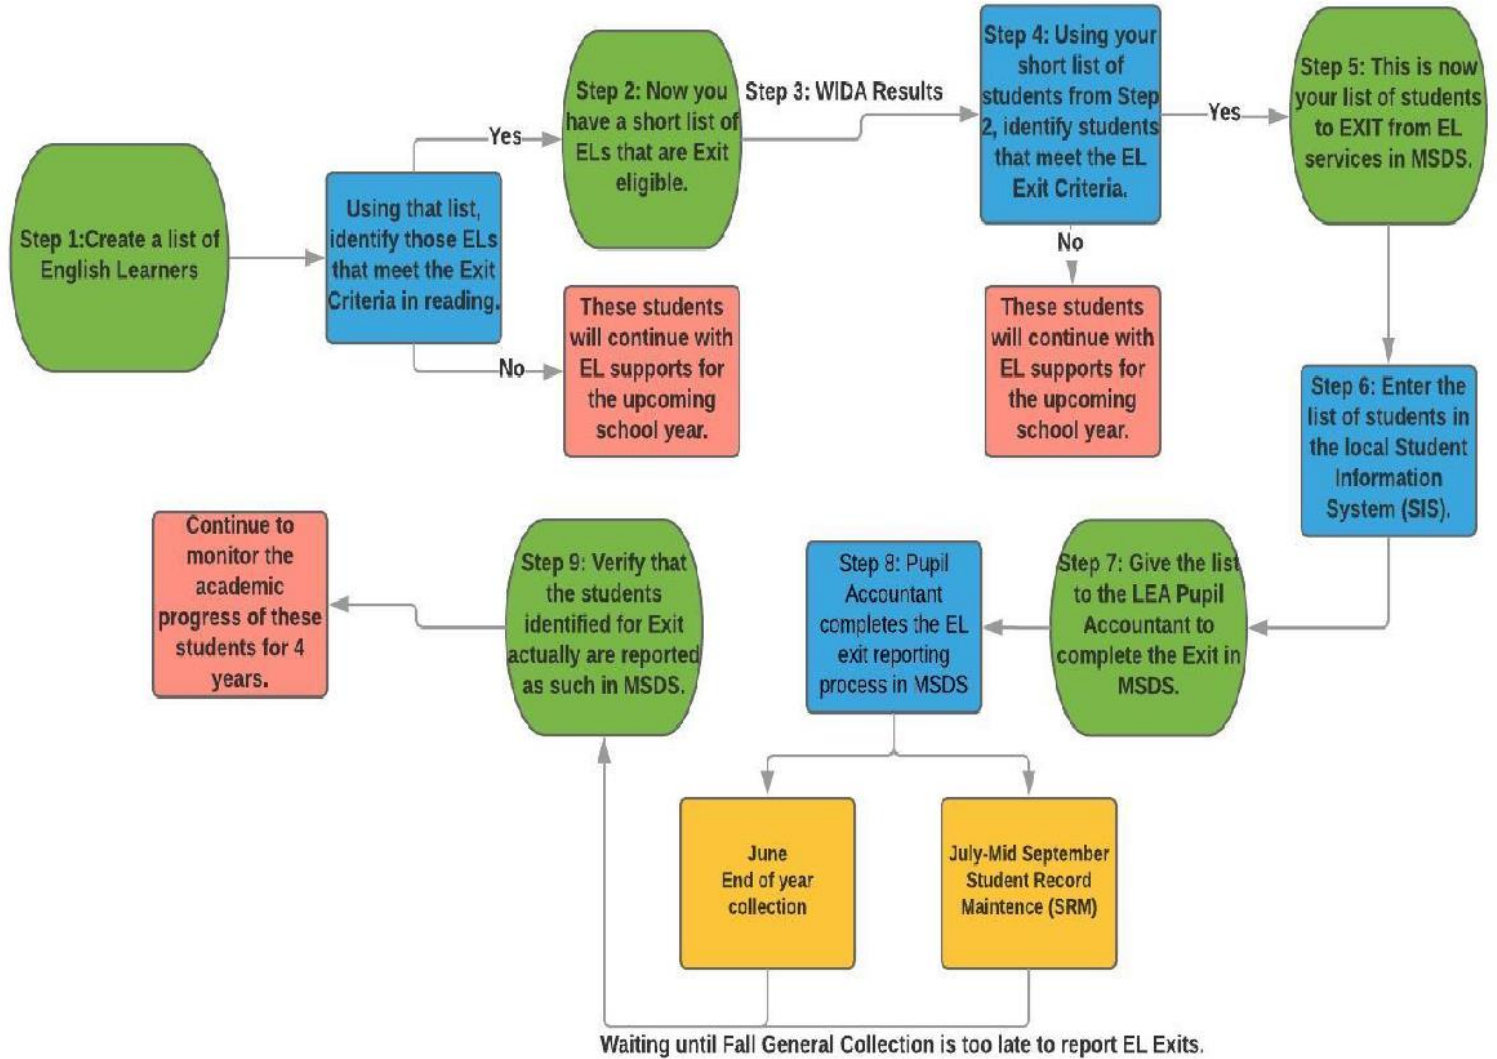 Step 1:Create a list of
English Learners
Using that list,
identify those ELs
that meet the Exit
Criteria in reading.
Yes
No
Step 2: Now you
have a short list of
ELs that are Exit
eligible.
These students
will continue with
EL supports for
the upcoming
school year.
Step 3: WIDA Results
Step 4: Using your
short list of
students from Step
2, identify students
that meet the EL
Exit Criteria.
No
These students
will continue with
EL supports for
the upcoming
school year.
Yes
Step 5: This is now
your list of students
to EXIT from EL
services in MSDS.
Step 6: Enter the
list of students in
the local Student
Information
System (SIS).
Step 7: Give the list
to the LEA Pupil
Accountant to
complete the Exit in
MSDS.
Step 8: Pupil
Accountant
completes the EL
exit reporting
process in MSDS
June
End of year
collection
July-Mid September
Student Record
Maintence (SRM)
Waiting until Fall General Collection is too late to report EL Exits.
Step 9: Verify that
the students
identified for Exit
actually are reported
as such in MSDS.
Continue to
monitor the
academic
progress of these
students for 4
years.